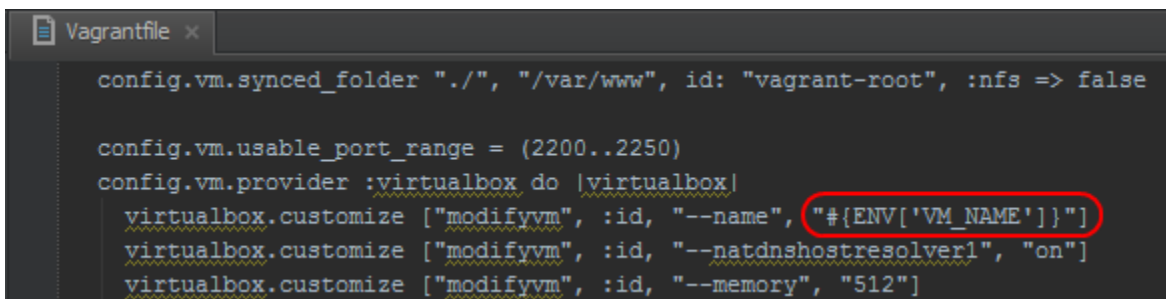 Vagrantfile ×
config.vm.synced_folder "./", "/var/www", id: "vagrant-root", :nfs => false
config.vm.usable_port_range = (2200..2250)
config.vm.provider :virtualbox do |virtualbox|
virtualbox.customize ["modifyvm", :id, "--name", "#{ENV['VM_NAME']}"]
virtualbox.customize ["modifyvm", :id, "--natdnshostresolver1", "on"]
virtualbox.customize ["modifyvm", :id, "--memory", "512"]